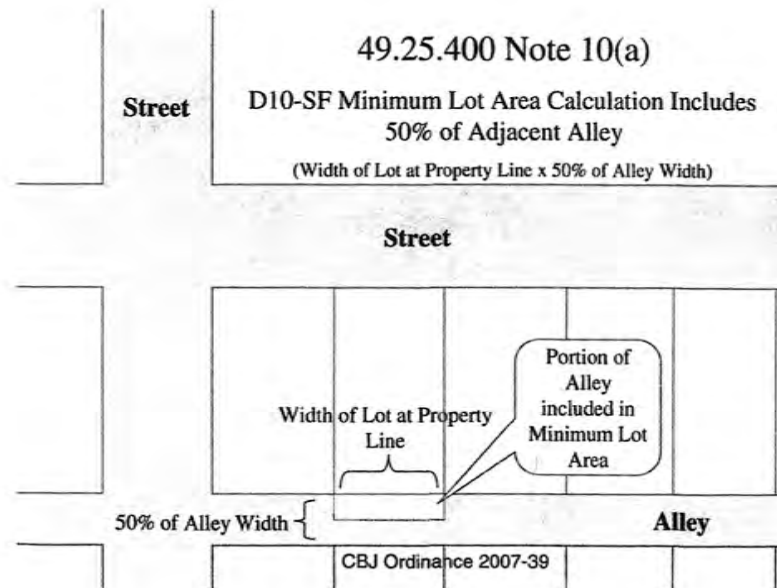 49.25.400 Note 10(a)
D10-SF Minimum Lot Area Calculation Includes
50% of Adjacent Alley
(Width of Lot at Property Line x 50% of Alley Width)
Street
Street
Portion of
Alley
included in
Minimum Lot
Area
Width of Lot at Property
Line
50% of Alley Width
Alley
CBJ Ordinance 2007-39